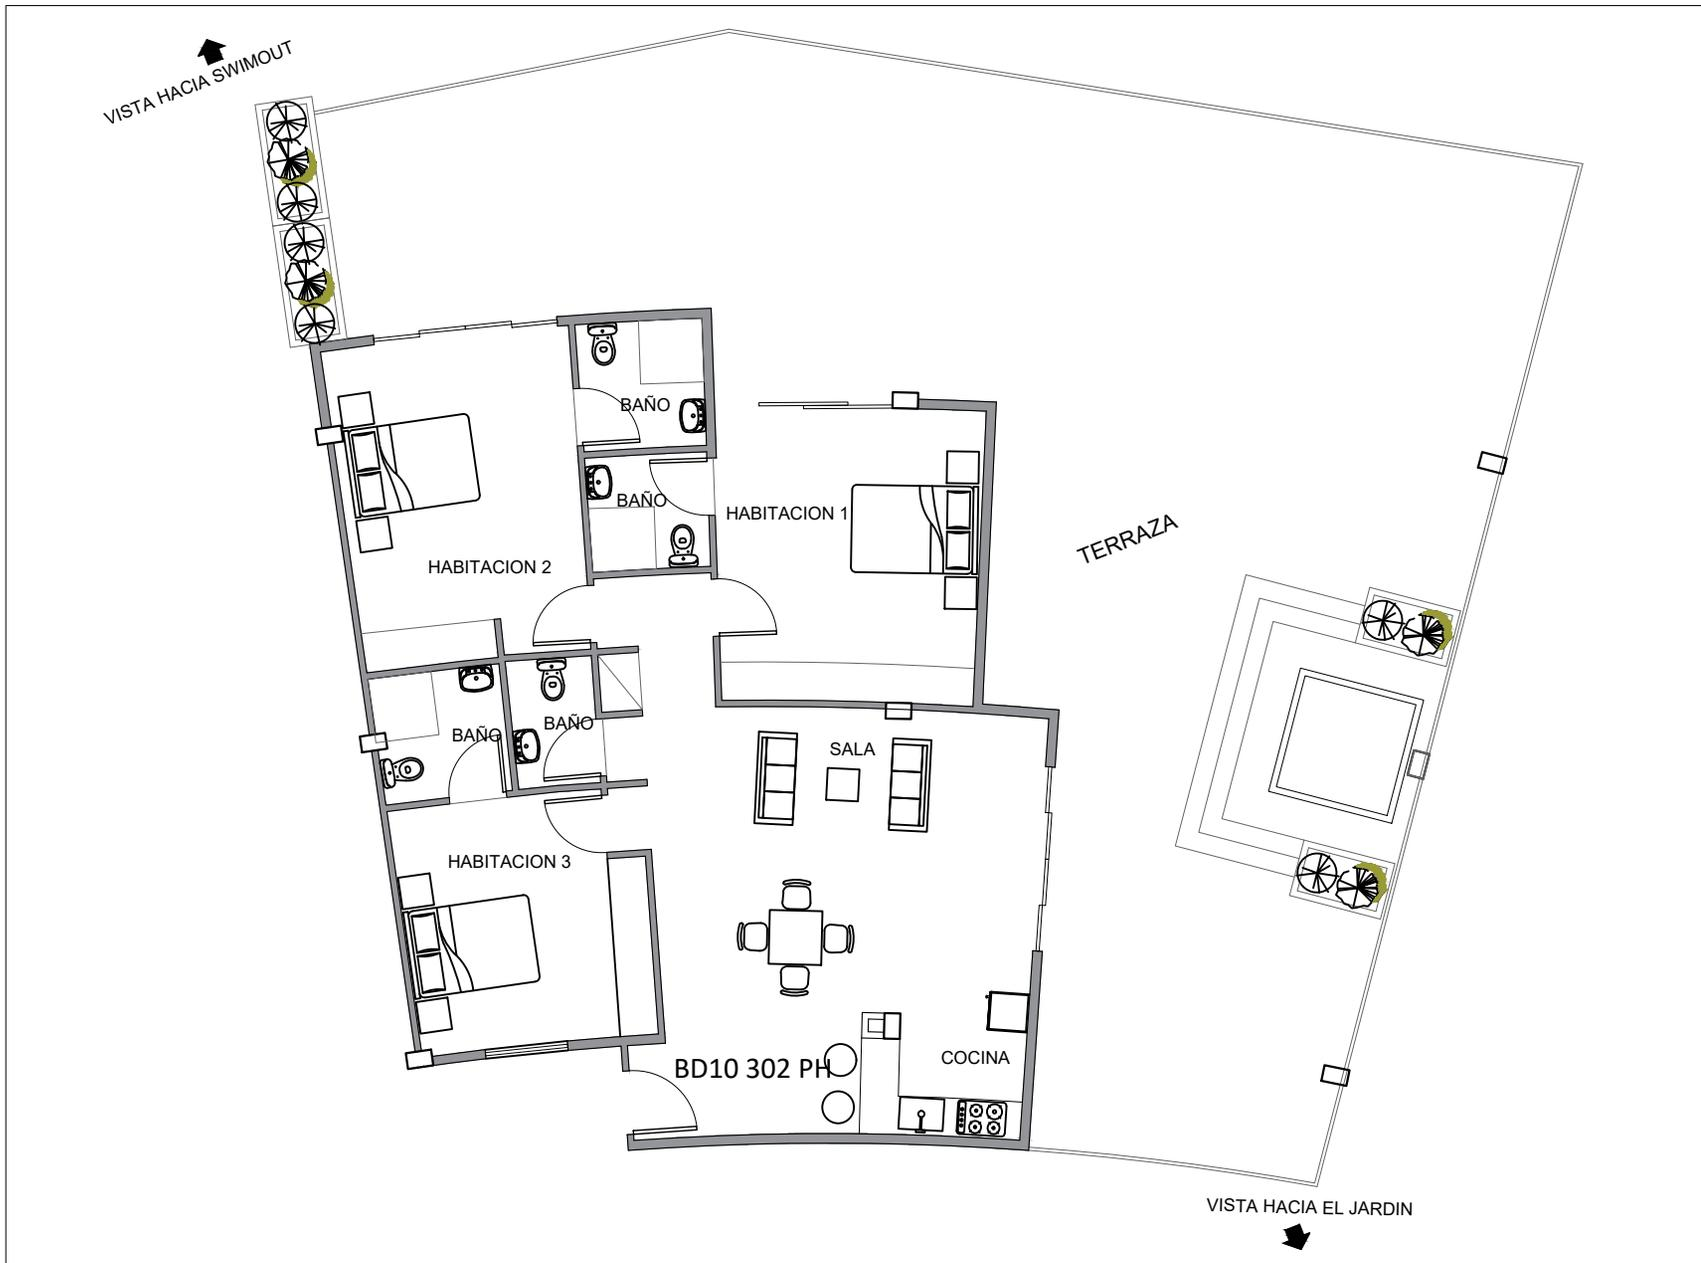 VISTA HACIA SWIMOUT
BAÑO
BAÑO
HABITACION 1
TERRAZA
HABITACION 2
BAÑO
BAÑO
SALA
HABITACION 3
BD10 302 PH
COCINA
VISTA HACIA EL JARDIN